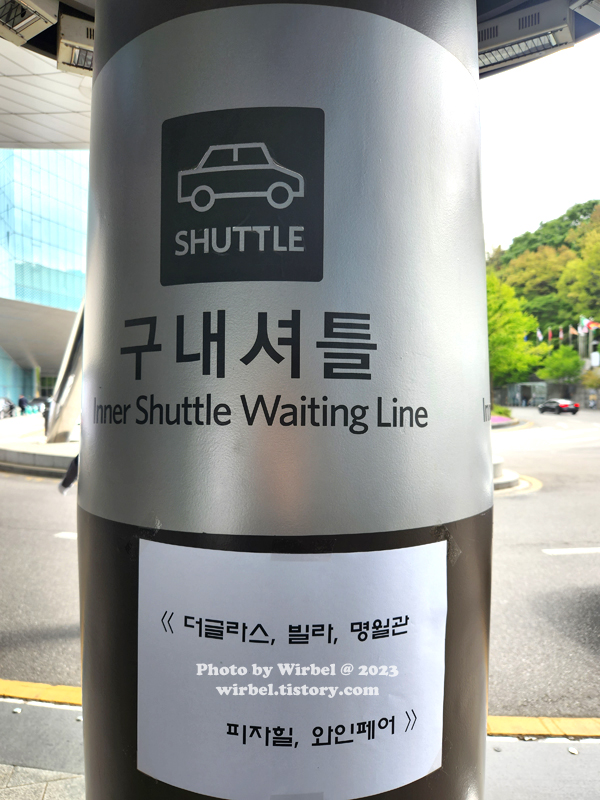 SHUTTLE
구내셔틀
Inner Shuttle Waiting Line
《 더글라스, 빌라, 명월관
Photo by Wirbel @ 2023
wirbel.tistory.com
피자힐, 와인페어 》